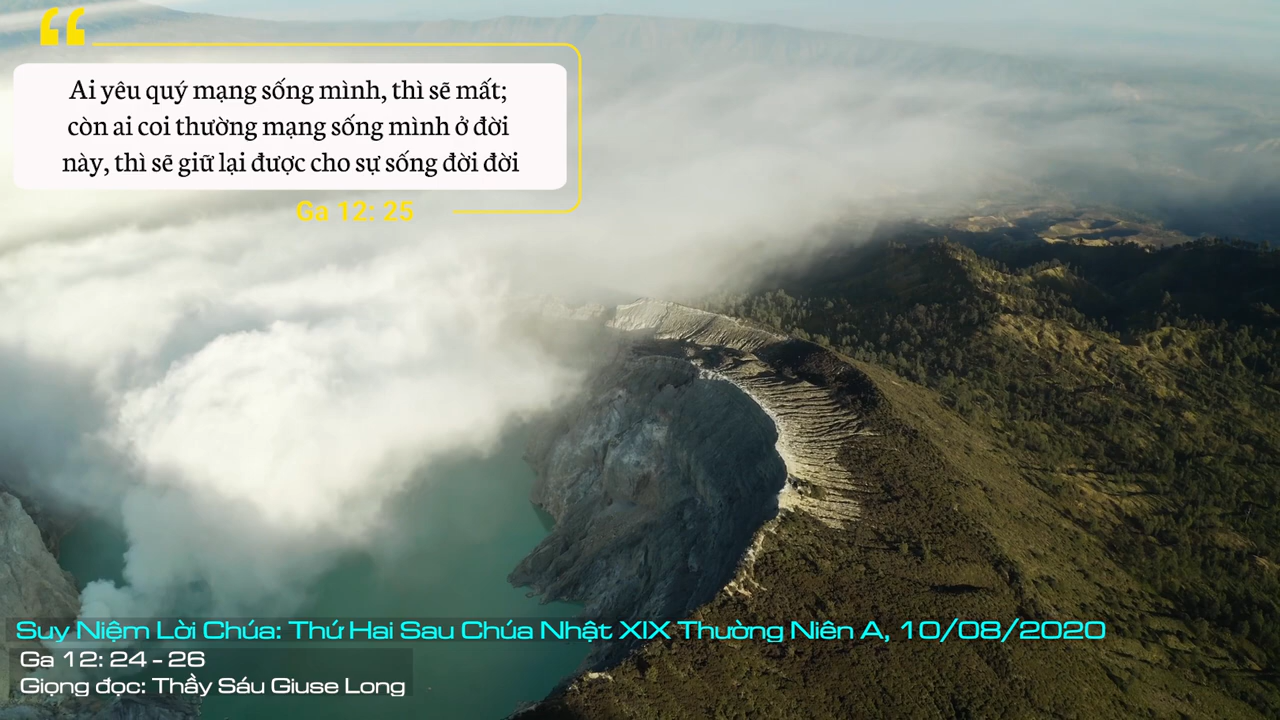 Ai yêu quý mạng sống mình, thì sẽ mất;
còn ai coi thường mạng sống mình ở đời
này, thì sẽ giữ lại được cho sự sống đời đời
Ga 12: 25
Suy Niệm Lời Chúa: Thứ Hai Sau Chúa Nhật XIX Thường Niên A, 10/08/2020
Ga 12: 24 - 26
Giọng đọc: Thầy Sáu Giuse Long